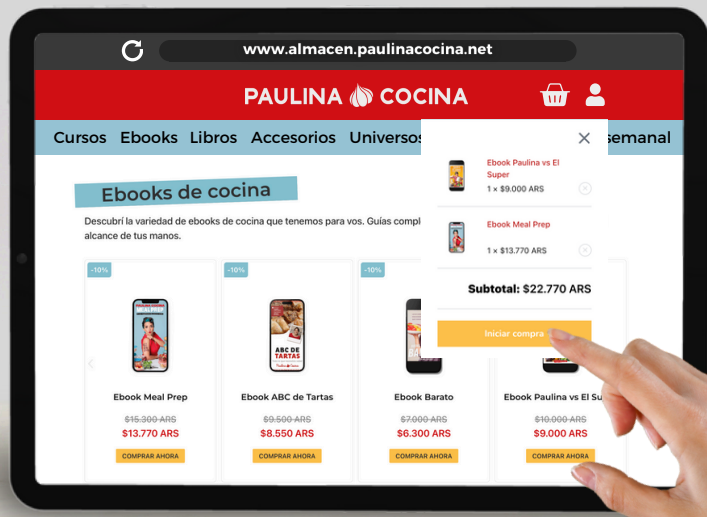 www.almacen.paulinacocina.net
PAULINA COCINA
Cursos Ebooks Libros Accesorios Universos semanal
Ebook Paulina vs El
Super
1 × $9.000 ARS
Ebook Meal Prep
1 × $13.770 ARS
Subtotal: $22.770 ARS
Iniciar compra
Ebooks de cocina
Descubrí la variedad de ebooks de cocina que tenemos para vos. Guías compl
alcance de tus manos.
-10%
-10%
-10%
MEAL PREP
ABC DE
TARTAS
Ebook Meal Prep
$15.300 ARS
$13.770 ARS
COMPRAR AHORA
Ebook ABC de Tartas
$9.500 ARS
$8.550 ARS
COMPRAR AHORA
Ebook Barato
$7.000 ARS
$6.300 ARS
COMPRAR AHORA
Ebook Paulina vs El Su
$10.000 ARS
$9.000 ARS
COMPRAR AHORA